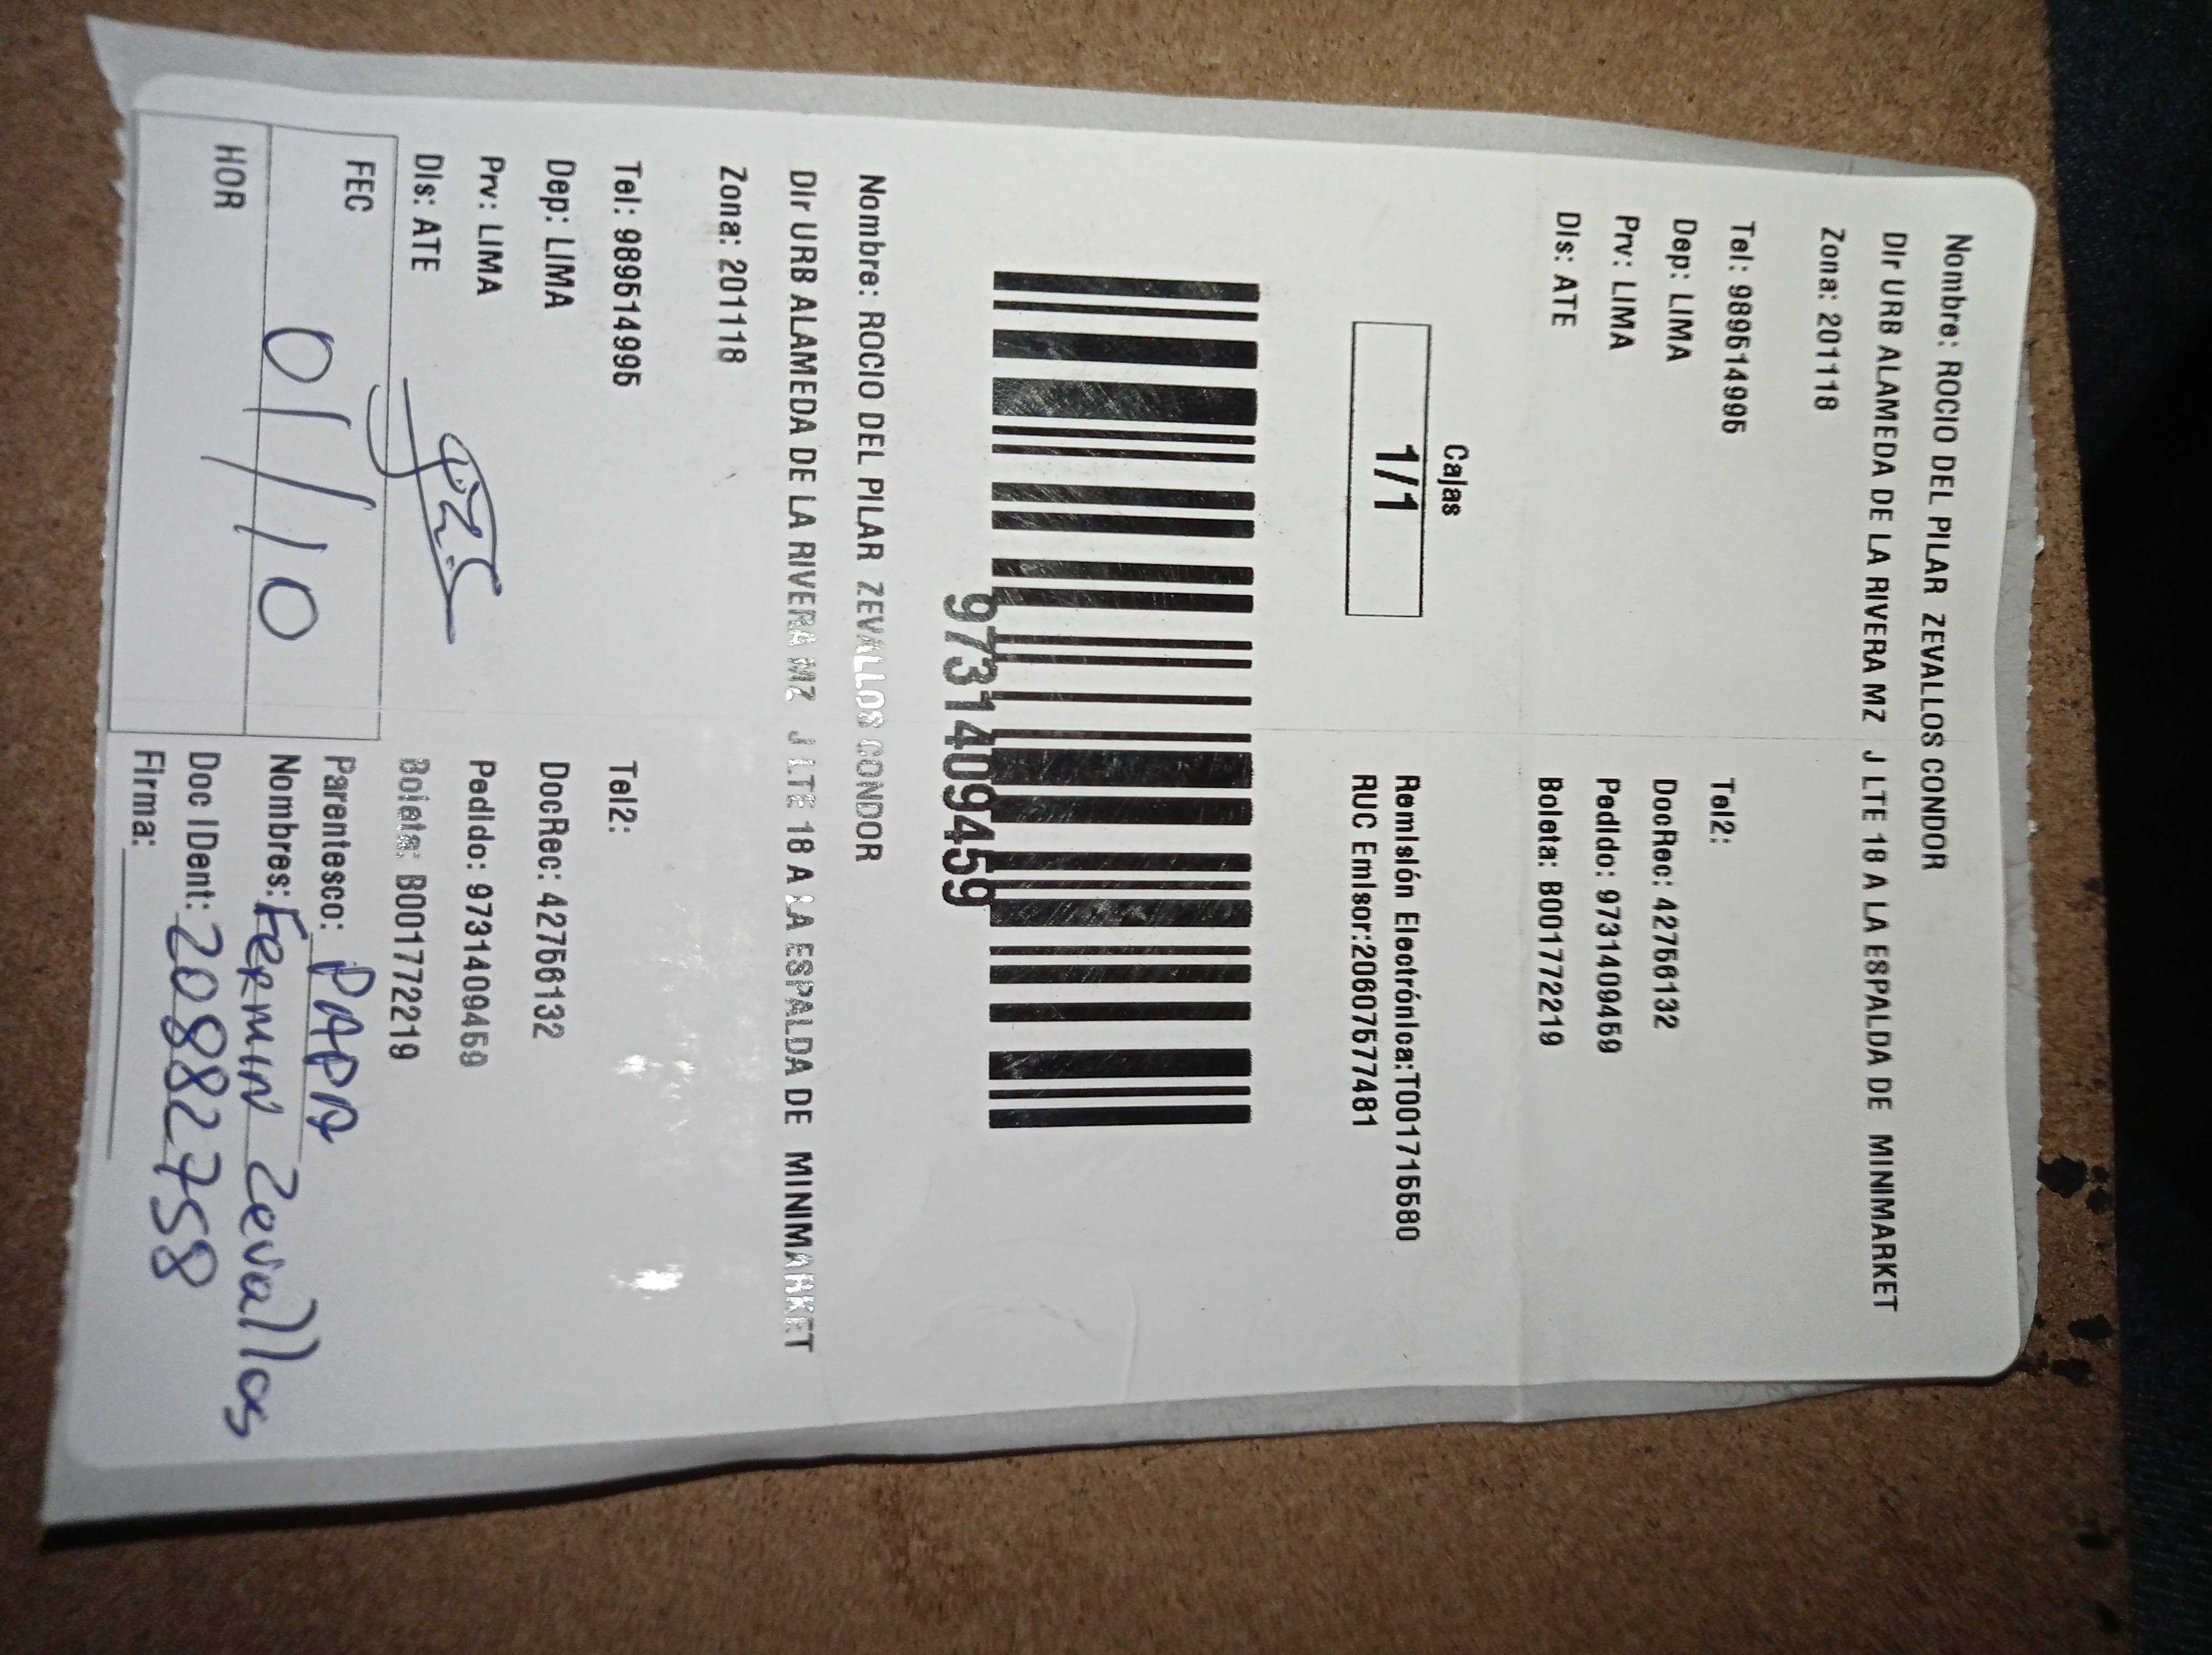 Nombre: ROCIO DEL PILAR ZEVALLOS CONDOR
Dir URB ALAMEDA DE LA RIVERA MZ J LTE 18 A LA ESPALDA DE MINIMARKET
Zona: 201118
Tel: 989514995 Tel2:
Dep: LIMA DocRec: 42756132
Prv: LIMA Pedido: 9731409459
Dis: ATE Boleta: B001772219
Cajas
1/1
Remisión Electrónica:T001715580
RUC Emisor:20607577481
9731409459
Nombre: ROCIO DEL PILAR ZEVALLOS CONDOR
Dir URB ALAMEDA DE LA RIVERA MZ J LTE 18 A LA ESPALDA DE MINIMARKET
Zona: 201118
Tel: 989514995 Tel2:
Dep: LIMA DocRec: 42756132
Prv: LIMA Pedido: 9731409459
Dis: ATE Boleta: B001772219
FEC 01/10
HOR
Parentesco: PAPA
Nombres: Fermin Zevallos
Doc IDent: 20882758
Firma: